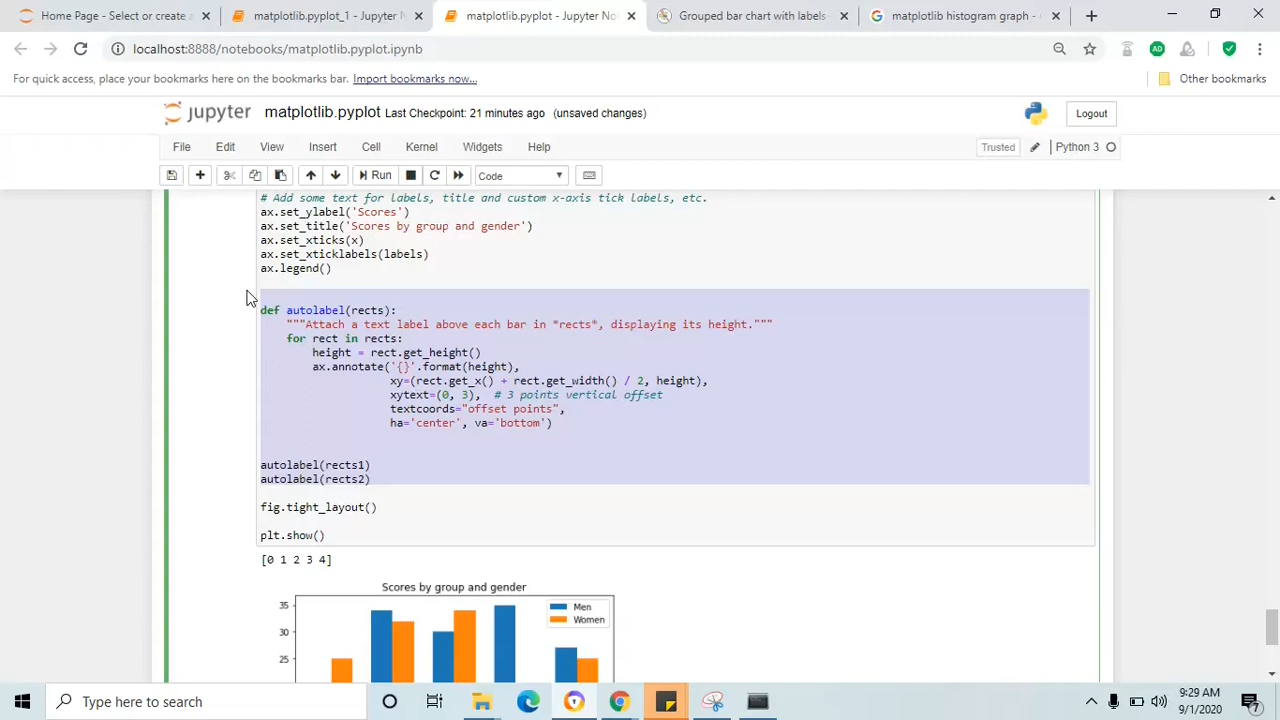 Home Page - Select or create
matplotlib.pyplot_1 - Jupyter N
matplotlib.pyplot - Jupyter No
Grouped bar chart with labels
matplotlib histogram graph -
localhost:8888/notebooks/matplotlib.pyplot.ipynb
For quick access, place your bookmarks here on the bookmarks bar. Import bookmarks now...
Other bookmarks
jupyter matplotlib.pyplot Last Checkpoint: 21 minutes ago (unsaved changes)
Logout
File Edit View Insert Cell Kernel Widgets Help
Trusted
Python 3
Run
Code
# Add some text for labels, title and custom x-axis tick labels, etc.
ax.set_ylabel('Scores')
ax.set_title('Scores by group and gender')
ax.set_xticks(x)
ax.set_xticklabels(labels)
ax.legend()
def autolabel(rects):
"""Attach a text label above each bar in *rects*, displaying its height."""
for rect in rects:
height = rect.get_height()
ax.annotate('{}'.format(height),
xy=(rect.get_x() + rect.get_width() / 2, height),
xytext=(0, 3),  # 3 points vertical offset
textcoords="offset points",
ha='center', va='bottom')
autolabel(rects1)
autolabel(rects2)
fig.tight_layout()
plt.show()
[0 1 2 3 4]
Scores by group and gender
35
30
25
Men
Women
Type here to search
9:29 AM
9/1/2020
7